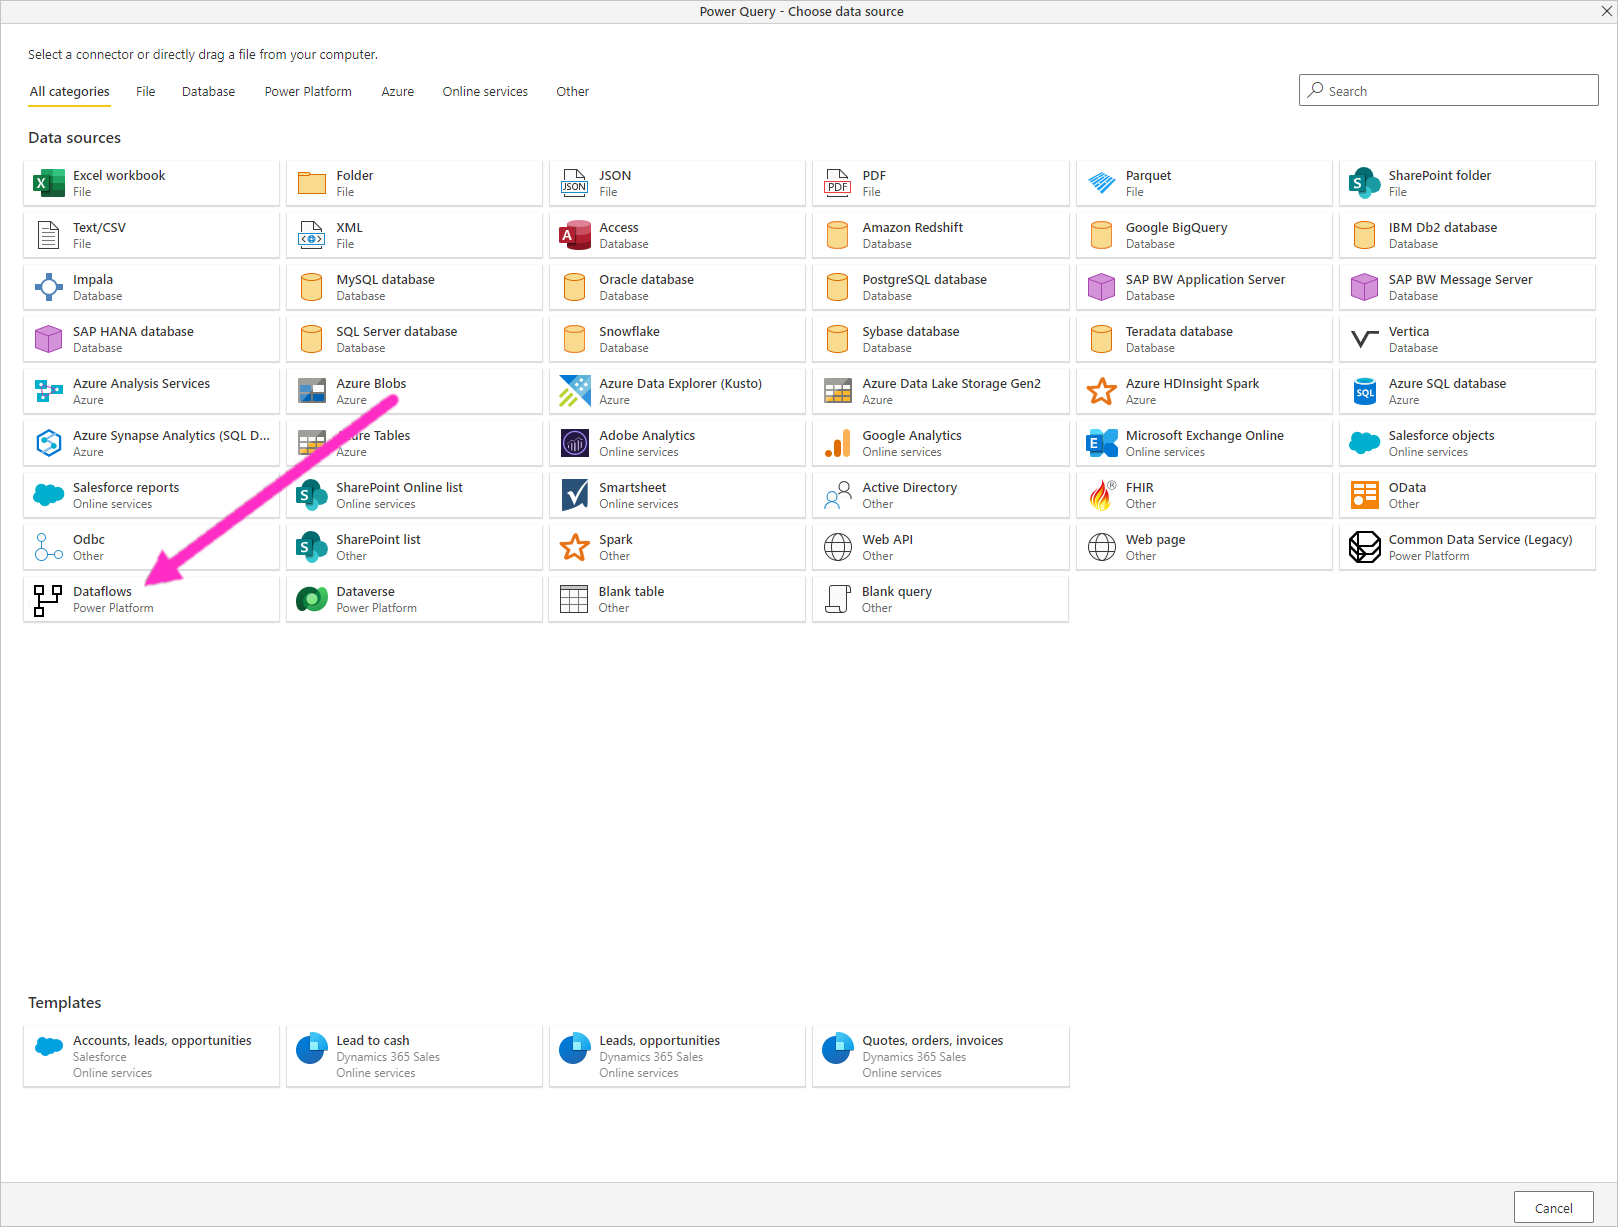 Power Query - Choose data source
Select a connector or directly drag a file from your computer.
All categories File Database Power Platform Azure Online services Other Search
Data sources
Excel workbook
File
Folder
File
JSON
JSON
File
PDF
PDF
File
Parquet
File
SharePoint folder
File
Text/CSV
File
XML
File
Access
Database
Amazon Redshift
Database
Google BigQuery
Database
IBM Db2 database
Database
Impala
Database
MySQL database
Database
Oracle database
Database
PostgreSQL database
Database
SAP BW Application Server
Database
SAP BW Message Server
Database
SAP HANA database
Database
SQL Server database
Database
Snowflake
Database
Sybase database
Database
Teradata database
Database
Vertica
Database
Azure Analysis Services
Azure
Azure Blobs
Azure
Azure Data Explorer (Kusto)
Azure
Azure Data Lake Storage Gen2
Azure
Azure HDInsight Spark
Azure
SQL
Azure SQL database
Azure
Azure Synapse Analytics (SQL D...
Azure
Azure Tables
Azure
Adobe Analytics
Online services
Google Analytics
Online services
Microsoft Exchange Online
Online services
Salesforce objects
Online services
Salesforce reports
Online services
SharePoint Online list
Online services
Smartsheet
Online services
Active Directory
Other
FHIR
Other
OData
Other
Odbc
Other
SharePoint list
Other
Spark
Other
Web API
Other
Web page
Other
Common Data Service (Legacy)
Power Platform
Dataflows
Power Platform
Dataverse
Power Platform
Blank table
Other
Blank query
Other
Templates
Accounts, leads, opportunities
Salesforce
Online services
Lead to cash
Dynamics 365 Sales
Online services
Leads, opportunities
Dynamics 365 Sales
Online services
Quotes, orders, invoices
Dynamics 365 Sales
Online services
Cancel